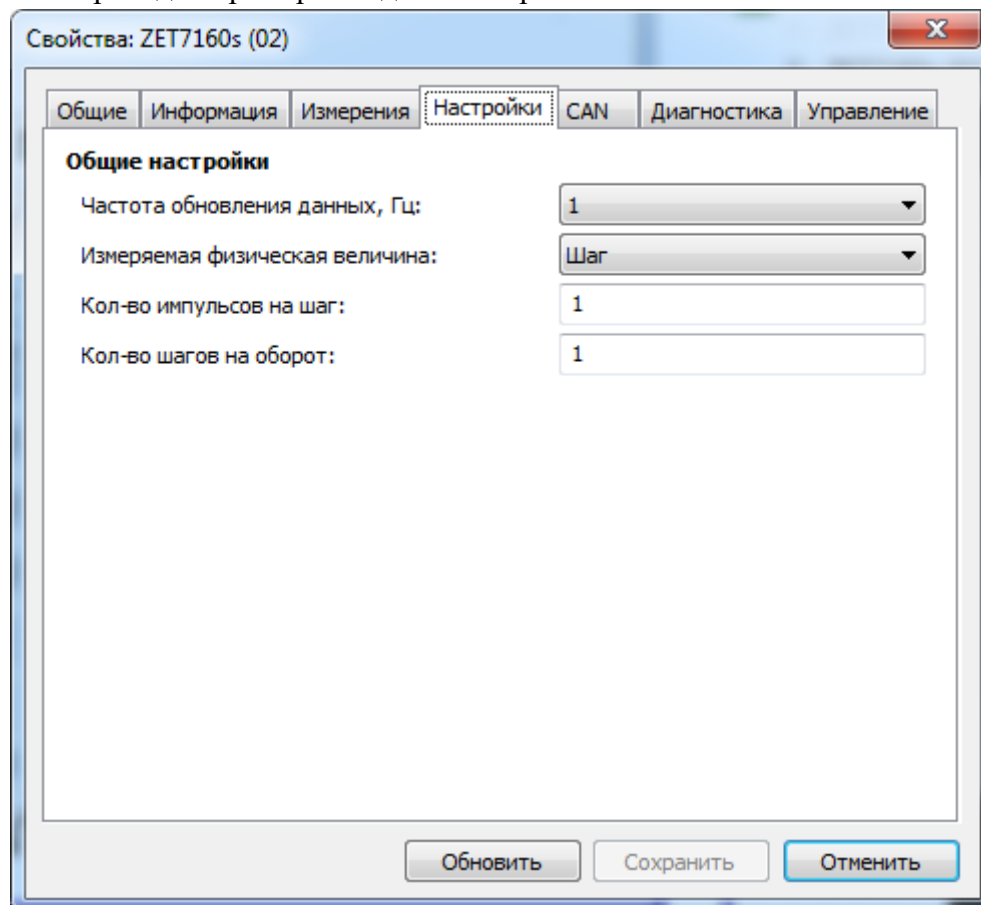 Свойства: ZET7160s (02)
Общие Информация Измерения Настройки CAN Диагностика Управление
Общие настройки
Частота обновления данных, Гц: 1
Измеряемая физическая величина: Шаг
Кол-во импульсов на шаг: 1
Кол-во шагов на оборот: 1
Обновить Сохранить Отменить